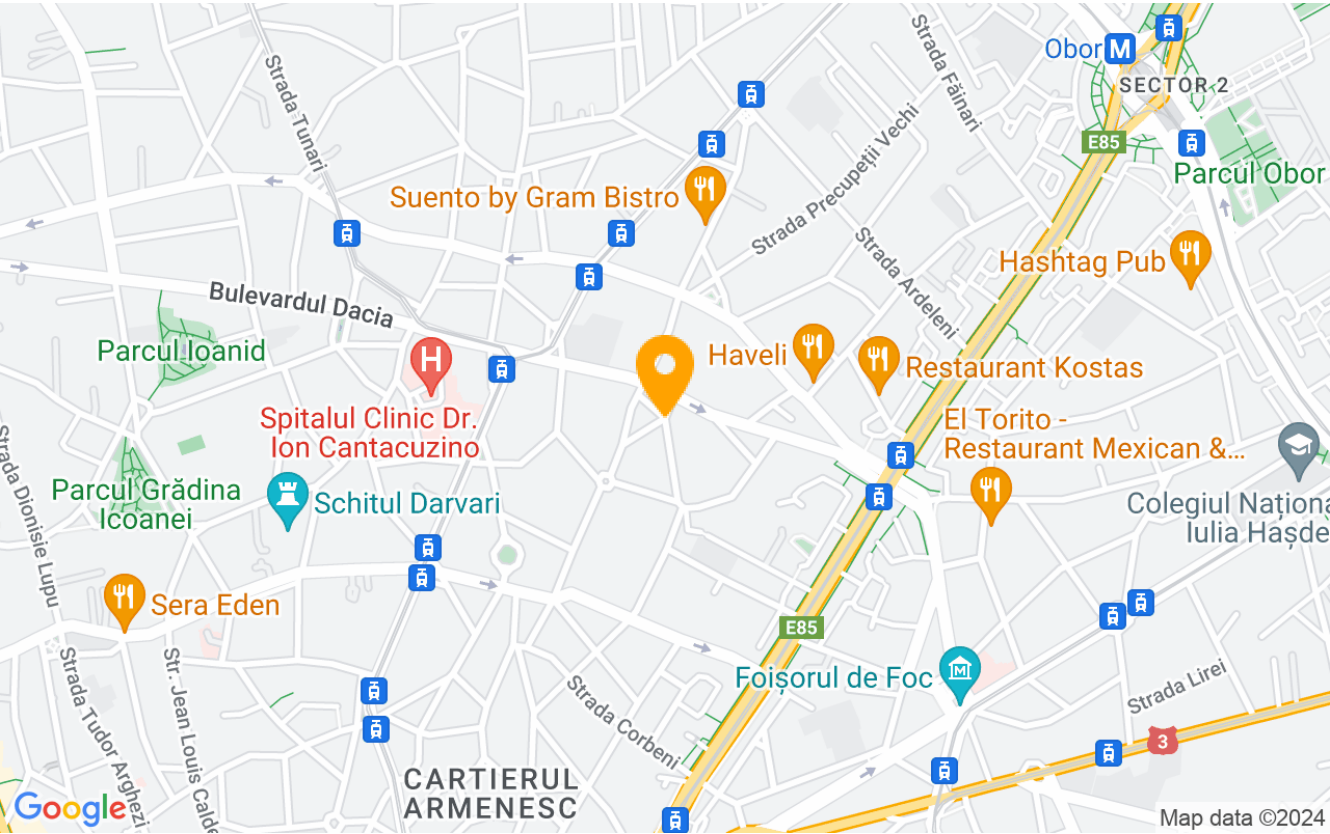 Obor M
SECTOR 2
Strada Făinari
Strada Tunari
E85
Parcul Obor
Suento by Gram Bistro
Strada Precupeții Vechi
Strada Ardeleni
Hashtag Pub
Bulevardul Dacia
Parcul Ioanid
H
Haveli
Restaurant Kostas
Spitalul Clinic Dr.
Ion Cantacuzino
El Torito -
Restaurant Mexican &...
Strada Dionisie Lupu
Parcul Grădina
Icoanei
Schitul Darvari
Colegiul Națion
Iulia Hașde
Sera Eden
E85
Foișorul de Foc
M
Strada Lirei
Strada Tudor Arghezi
Str. Jean Louis Calde
Strada Corbeni
3
CARTIERUL
ARMENESC
Google
Map data ©2024